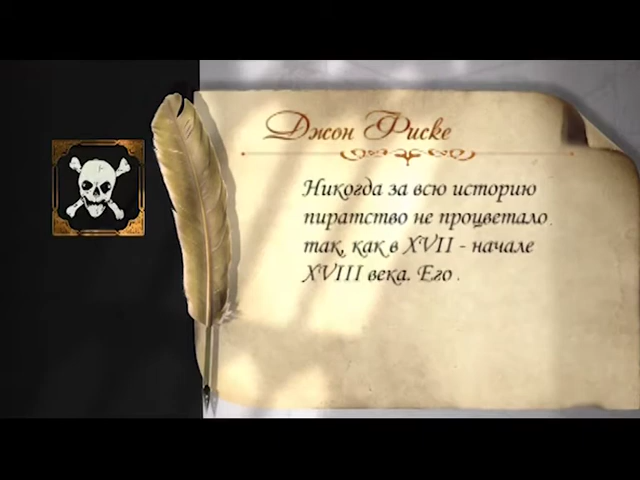 Джон Фиске
Никогда за всю историю
пиратство не процветало
так, как в XVII - начале
XVIII века. Его